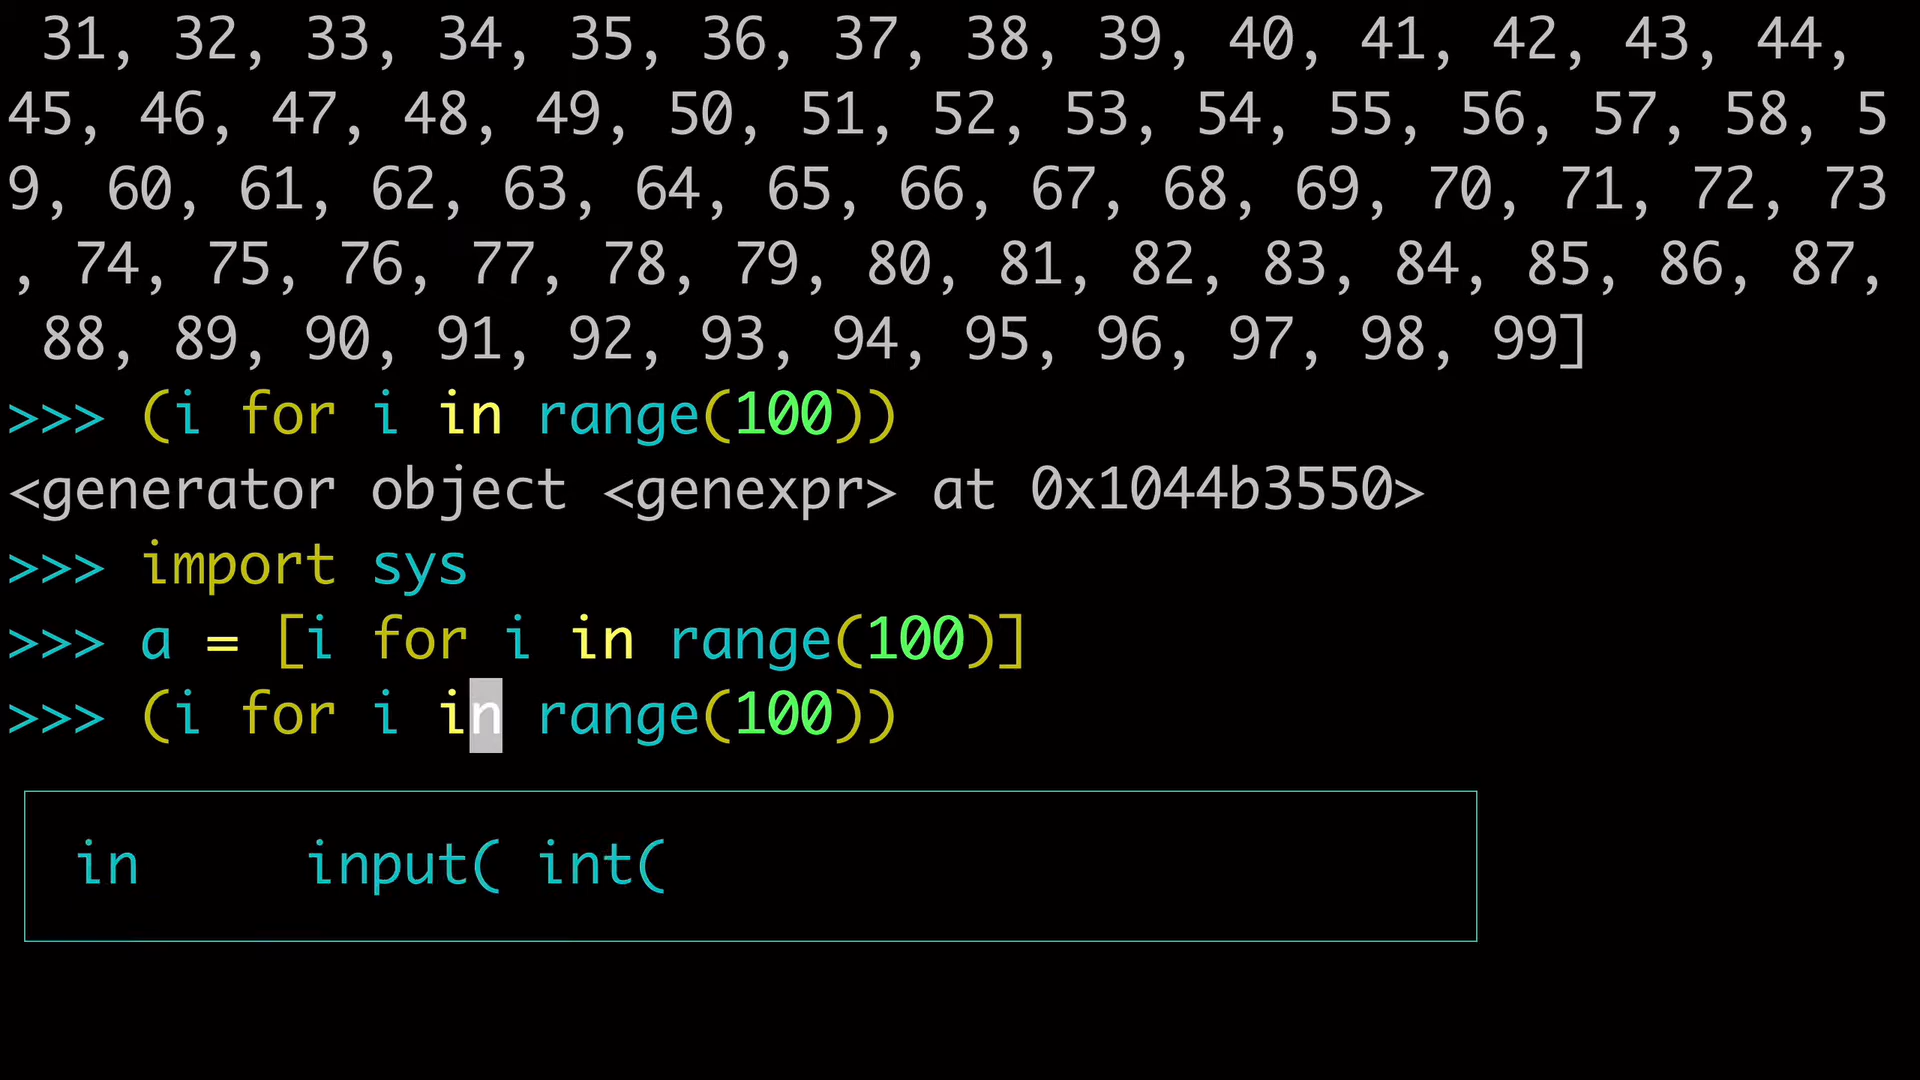 31, 32, 33, 34, 35, 36, 37, 38, 39, 40, 41, 42, 43, 44,
45, 46, 47, 48, 49, 50, 51, 52, 53, 54, 55, 56, 57, 58, 5
9, 60, 61, 62, 63, 64, 65, 66, 67, 68, 69, 70, 71, 72, 73
, 74, 75, 76, 77, 78, 79, 80, 81, 82, 83, 84, 85, 86, 87,
88, 89, 90, 91, 92, 93, 94, 95, 96, 97, 98, 99]
>>> (i for i in range(100))
<generator object <genexpr> at 0x1044b3550>
>>> import sys
>>> a = [i for i in range(100)]
>>> (i for i in range(100))
in input( int(